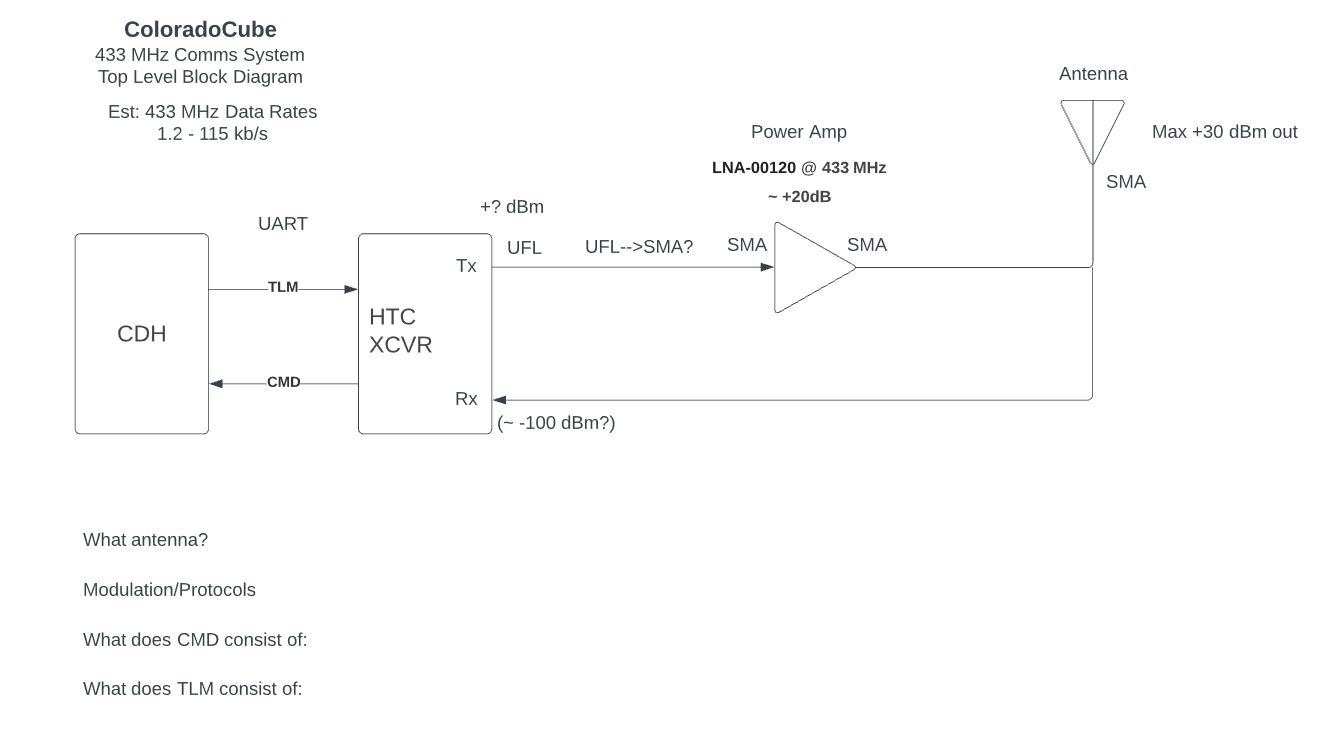 ColoradoCube
433 MHz Comms System
Top Level Block Diagram
Est: 433 MHz Data Rates
1.2 - 115 kb/s
Antenna
Max +30 dBm out
SMA
Power Amp
LNA-00120 @ 433 MHz
~ +20dB
+? dBm
UART
UFL
UFL-->SMA?
SMA
SMA
Tx
TLM
CDH
HTC
XCVR
CMD
Rx
(~ -100 dBm?)
What antenna?
Modulation/Protocols
What does CMD consist of:
What does TLM consist of: